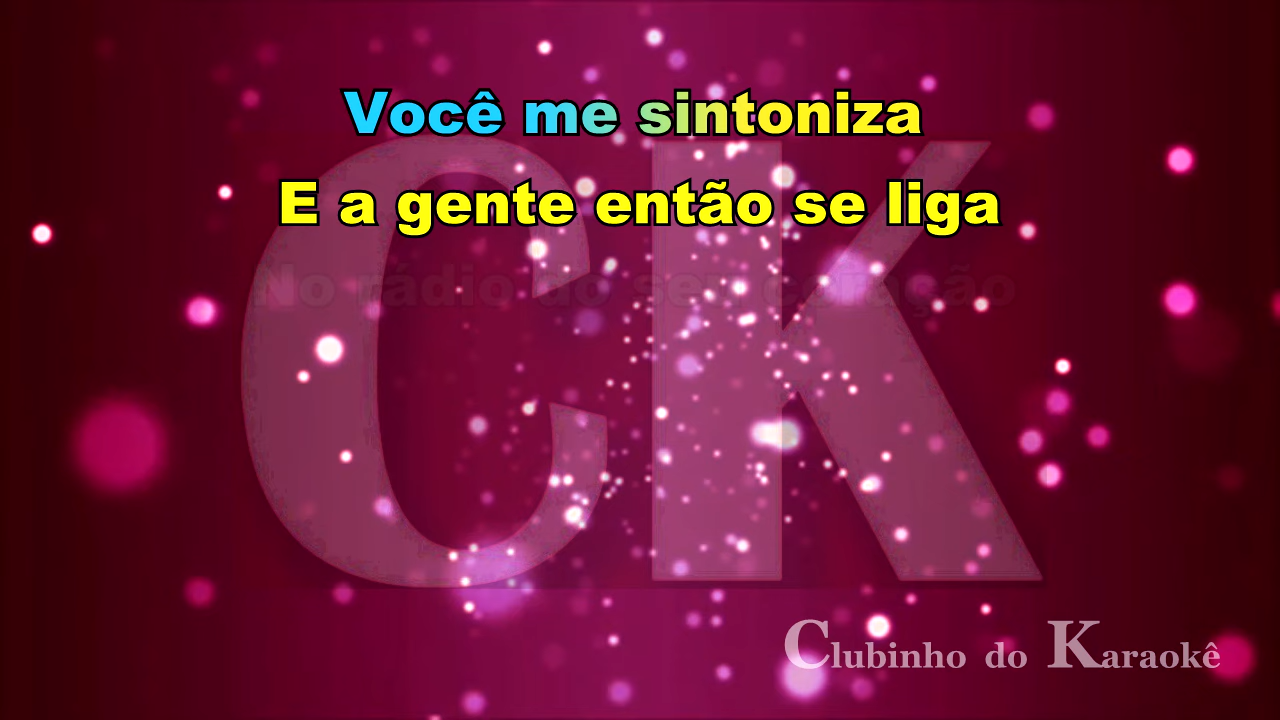 Você me sintoniza
E a gente então se liga
No rádio do seu coração
CK
Clubinho do Karaokê